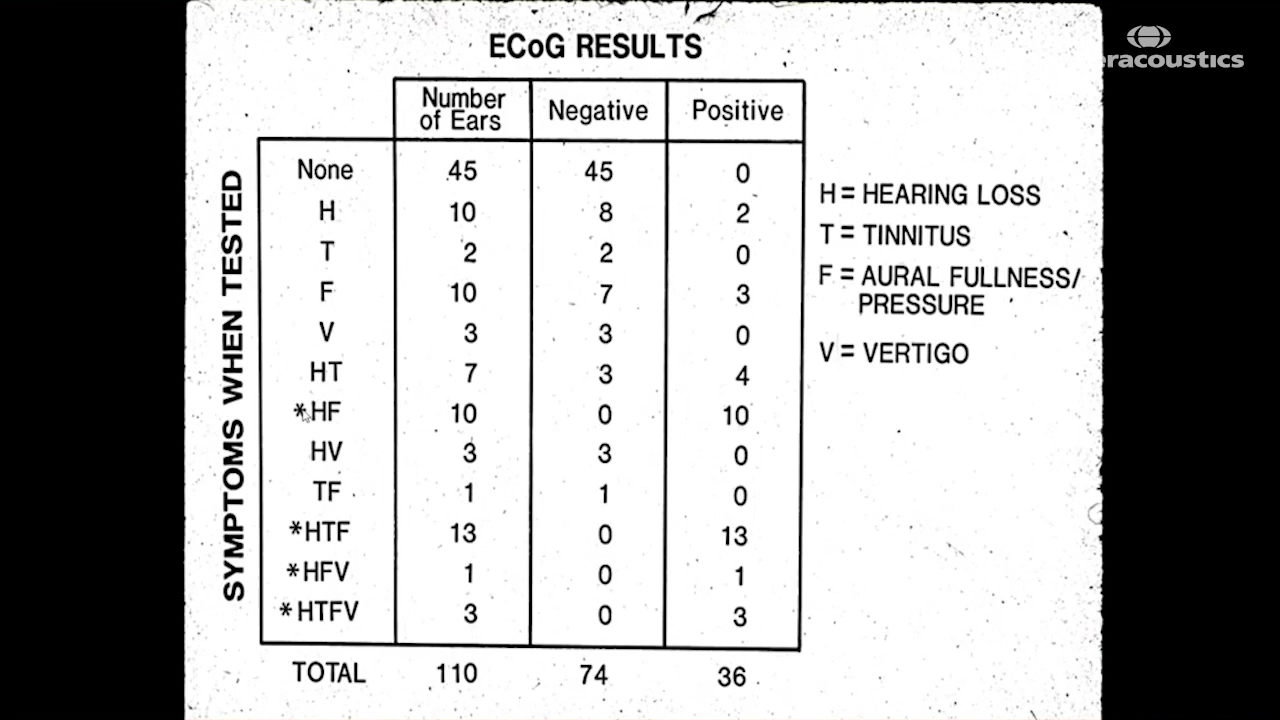 ECoG RESULTS
eracoustics
Number of Ears Negative Positive
SYMPTOMS WHEN TESTED
None 45 45 0
H 10 8 2
T 2 2 0
F 10 7 3
V 3 3 0
HT 7 3 4
*HF 10 0 10
HV 3 3 0
TF 1 1 0
*HTF 13 0 13
*HFV 1 0 1
*HTFV 3 0 3
TOTAL 110 74 36
H = HEARING LOSS
T = TINNITUS
F = AURAL FULLNESS/
PRESSURE
V = VERTIGO